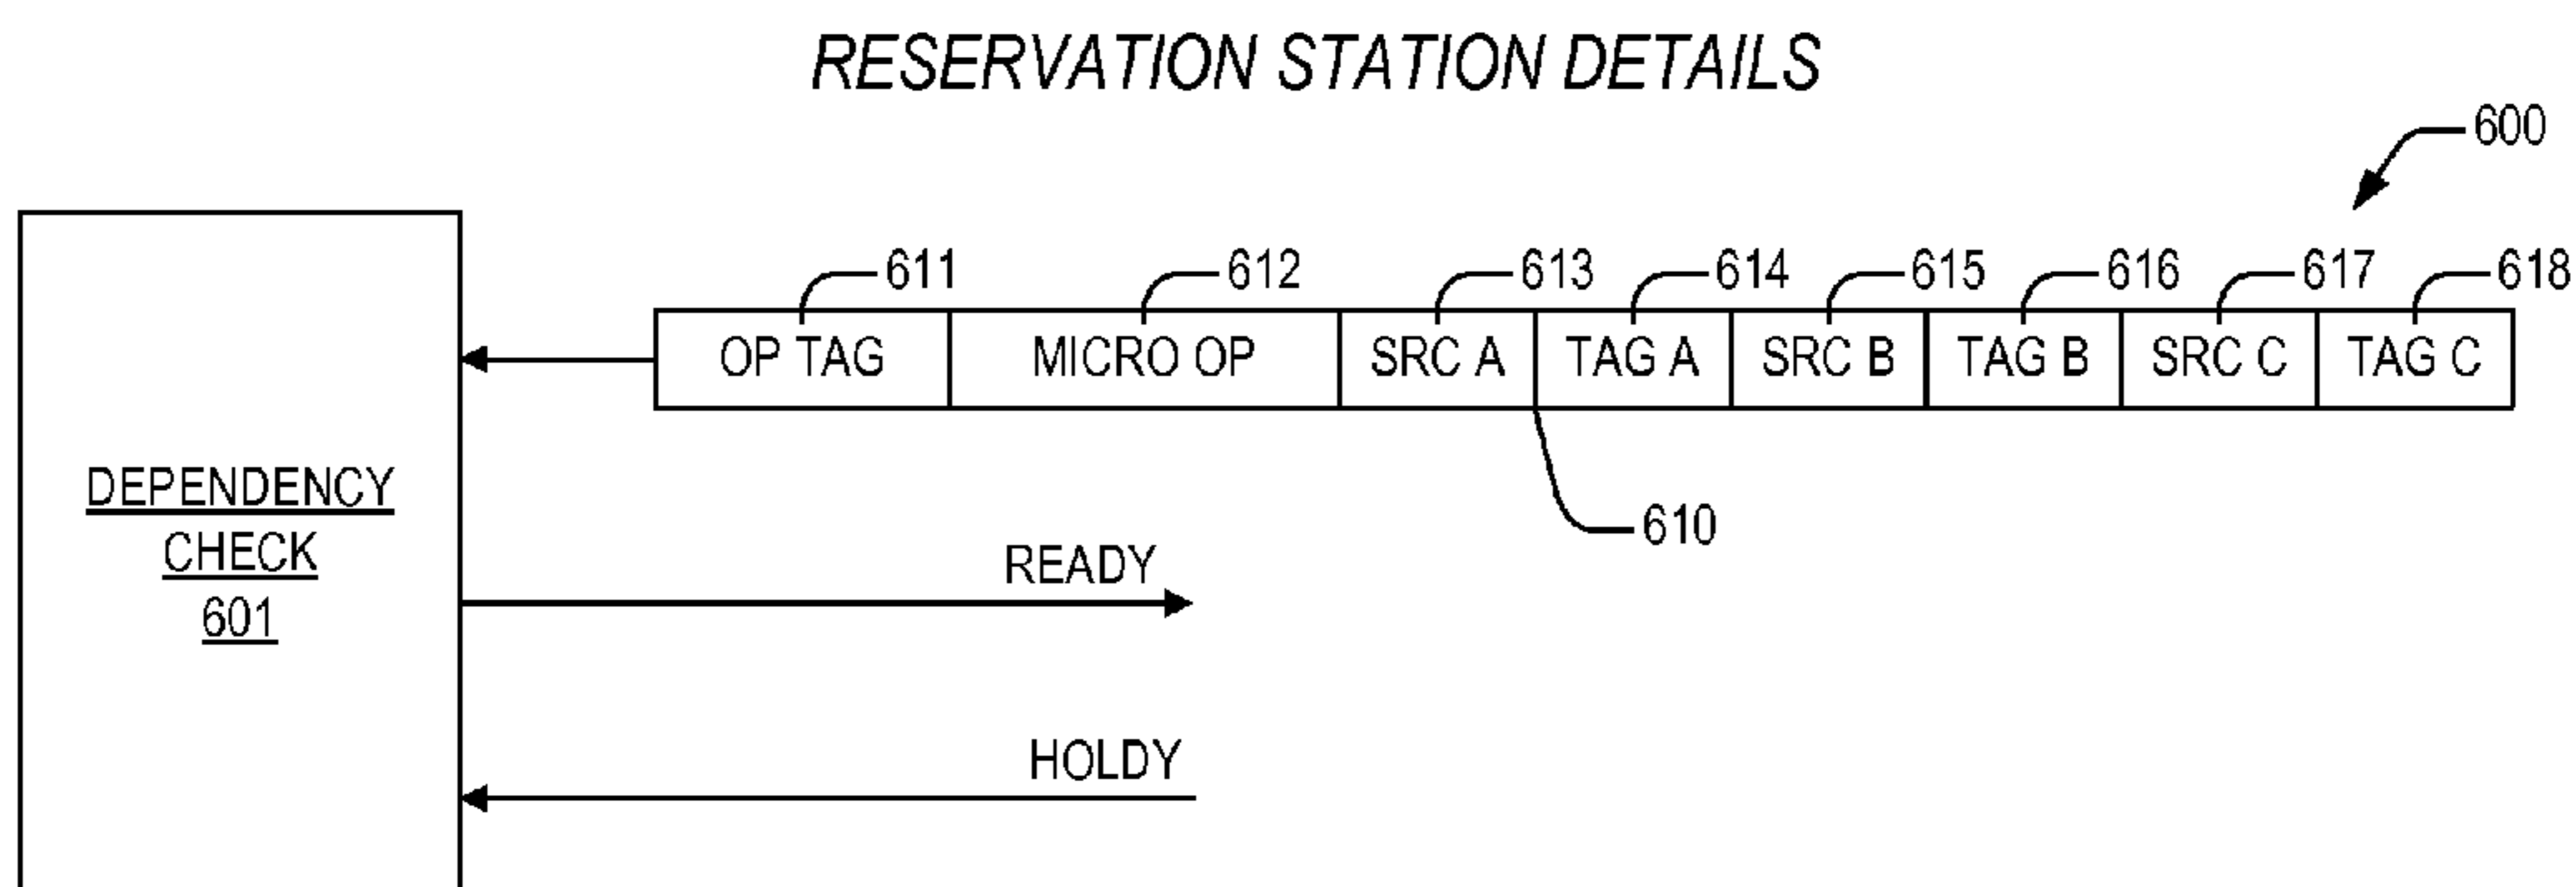 RESERVATION STATION DETAILS
600
611 612 613 614 615 616 617 618
OP TAG MICRO OP SRC A TAG A SRC B TAG B SRC C TAG C
610
DEPENDENCY
CHECK
601
READY
HOLDY